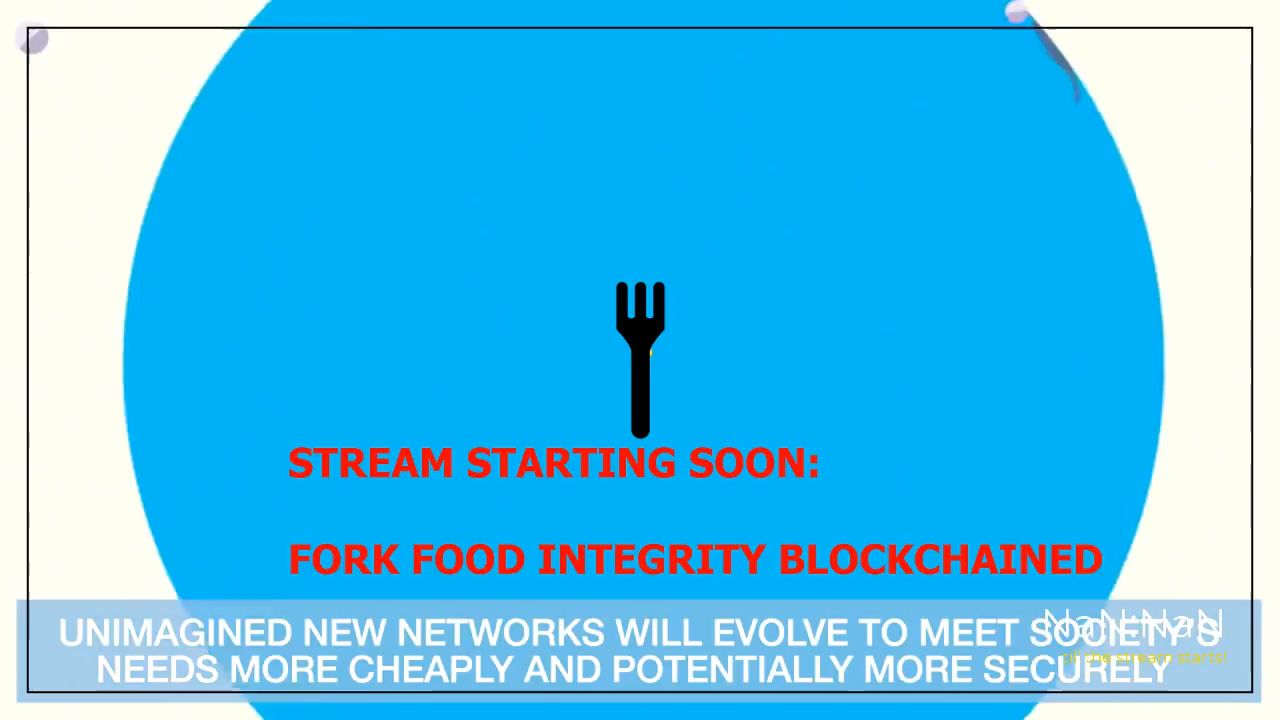 STREAM STARTING SOON:
FORK FOOD INTEGRITY BLOCKCHAINED
UNIMAGINED NEW NETWORKS WILL EVOLVE TO MEET SOCIETY'S
NEEDS MORE CHEAPLY AND POTENTIALLY MORE SECURELY
NaN:NaN
til the stream starts!